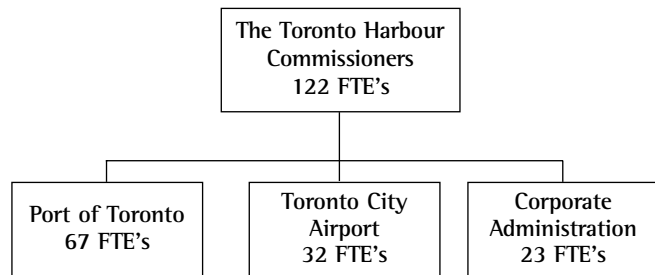 The Toronto Harbour
Commissioners
122 FTE's
Port of Toronto
67 FTE's
Toronto City
Airport
32 FTE's
Corporate
Administration
23 FTE's